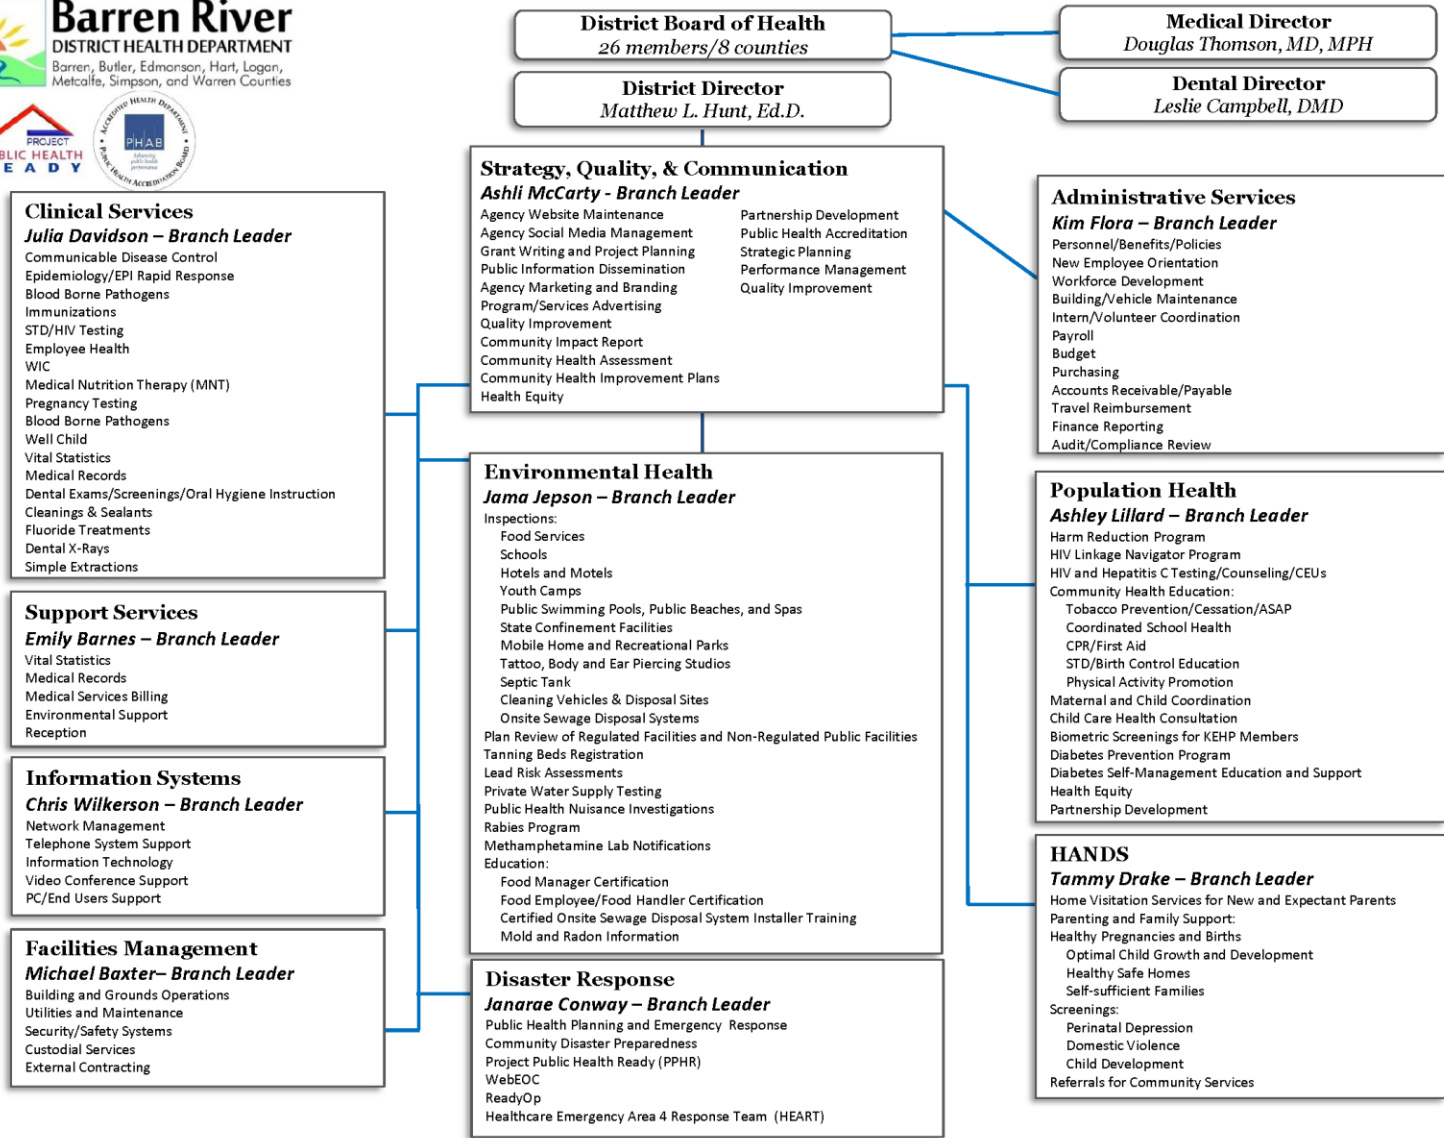 Barren River
DISTRICT HEALTH DEPARTMENT
Barren, Butler, Edmonson, Hart, Logan,
Metcalfe, Simpson, and Warren Counties
PROJECT
BLIC HEALTH
E A D Y
ACCREDITED HEALTH DEPARTMENT
PUBLIC HEALTH ACCREDITATION BOARD
PHAB
Advancing
public health
performance
District Board of Health
26 members/8 counties
District Director
Matthew L. Hunt, Ed.D.
Medical Director
Douglas Thomson, MD, MPH
Dental Director
Leslie Campbell, DMD
Strategy, Quality, & Communication
Ashli McCarty - Branch Leader
Agency Website Maintenance
Agency Social Media Management
Grant Writing and Project Planning
Public Information Dissemination
Agency Marketing and Branding
Program/Services Advertising
Quality Improvement
Community Impact Report
Community Health Assessment
Community Health Improvement Plans
Health Equity
Partnership Development
Public Health Accreditation
Strategic Planning
Performance Management
Quality Improvement
Clinical Services
Julia Davidson – Branch Leader
Communicable Disease Control
Epidemiology/EPI Rapid Response
Blood Borne Pathogens
Immunizations
STD/HIV Testing
Employee Health
WIC
Medical Nutrition Therapy (MNT)
Pregnancy Testing
Blood Borne Pathogens
Well Child
Vital Statistics
Medical Records
Dental Exams/Screenings/Oral Hygiene Instruction
Cleanings & Sealants
Fluoride Treatments
Dental X-Rays
Simple Extractions
Support Services
Emily Barnes – Branch Leader
Vital Statistics
Medical Records
Medical Services Billing
Environmental Support
Reception
Information Systems
Chris Wilkerson – Branch Leader
Network Management
Telephone System Support
Information Technology
Video Conference Support
PC/End Users Support
Facilities Management
Michael Baxter– Branch Leader
Building and Grounds Operations
Utilities and Maintenance
Security/Safety Systems
Custodial Services
External Contracting
Environmental Health
Jama Jepson – Branch Leader
Inspections:
Food Services
Schools
Hotels and Motels
Youth Camps
Public Swimming Pools, Public Beaches, and Spas
State Confinement Facilities
Mobile Home and Recreational Parks
Tattoo, Body and Ear Piercing Studios
Septic Tank
Cleaning Vehicles & Disposal Sites
Onsite Sewage Disposal Systems
Plan Review of Regulated Facilities and Non-Regulated Public Facilities
Tanning Beds Registration
Lead Risk Assessments
Private Water Supply Testing
Public Health Nuisance Investigations
Rabies Program
Methamphetamine Lab Notifications
Education:
Food Manager Certification
Food Employee/Food Handler Certification
Certified Onsite Sewage Disposal System Installer Training
Mold and Radon Information
Disaster Response
Janarae Conway – Branch Leader
Public Health Planning and Emergency Response
Community Disaster Preparedness
Project Public Health Ready (PPHR)
WebEOC
ReadyOp
Healthcare Emergency Area 4 Response Team (HEART)
Administrative Services
Kim Flora – Branch Leader
Personnel/Benefits/Policies
New Employee Orientation
Workforce Development
Building/Vehicle Maintenance
Intern/Volunteer Coordination
Payroll
Budget
Purchasing
Accounts Receivable/Payable
Travel Reimbursement
Finance Reporting
Audit/Compliance Review
Population Health
Ashley Lillard – Branch Leader
Harm Reduction Program
HIV Linkage Navigator Program
HIV and Hepatitis C Testing/Counseling/CEUs
Community Health Education:
Tobacco Prevention/Cessation/ASAP
Coordinated School Health
CPR/First Aid
STD/Birth Control Education
Physical Activity Promotion
Maternal and Child Coordination
Child Care Health Consultation
Biometric Screenings for KEHP Members
Diabetes Prevention Program
Diabetes Self-Management Education and Support
Health Equity
Partnership Development
HANDS
Tammy Drake – Branch Leader
Home Visitation Services for New and Expectant Parents
Parenting and Family Support:
Healthy Pregnancies and Births
Optimal Child Growth and Development
Healthy Safe Homes
Self-sufficient Families
Screenings:
Perinatal Depression
Domestic Violence
Child Development
Referrals for Community Services